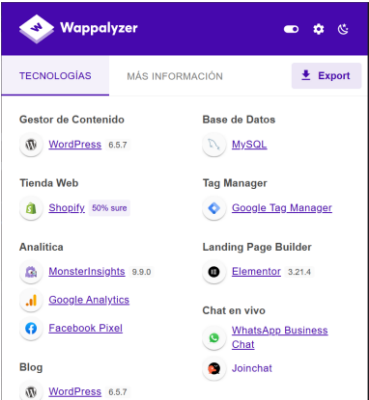 Wappalyzer
TECNOLOGÍAS
MÁS INFORMACIÓN
Export
Gestor de Contenido
WordPress 6.5.7
Tienda Web
Shopify 50% sure
Analitica
MonsterInsights 9.9.0
Google Analytics
Facebook Pixel
Blog
WordPress 6.5.7
Base de Datos
MySQL
Tag Manager
Google Tag Manager
Landing Page Builder
Elementor 3.21.4
Chat en vivo
WhatsApp Business
Chat
Joinchat